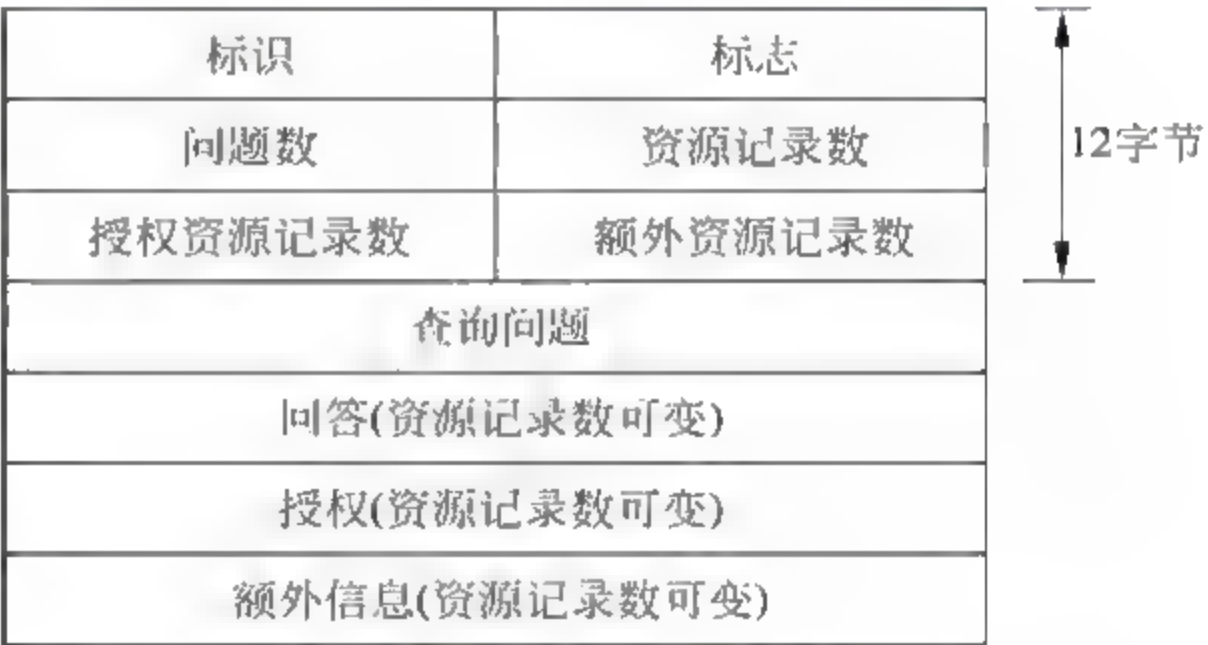 标识 标志
问题数 资源记录数
12字节
授权资源记录数 额外资源记录数
查询问题
回答(资源记录数可变)
授权(资源记录数可变)
额外信息(资源记录数可变)